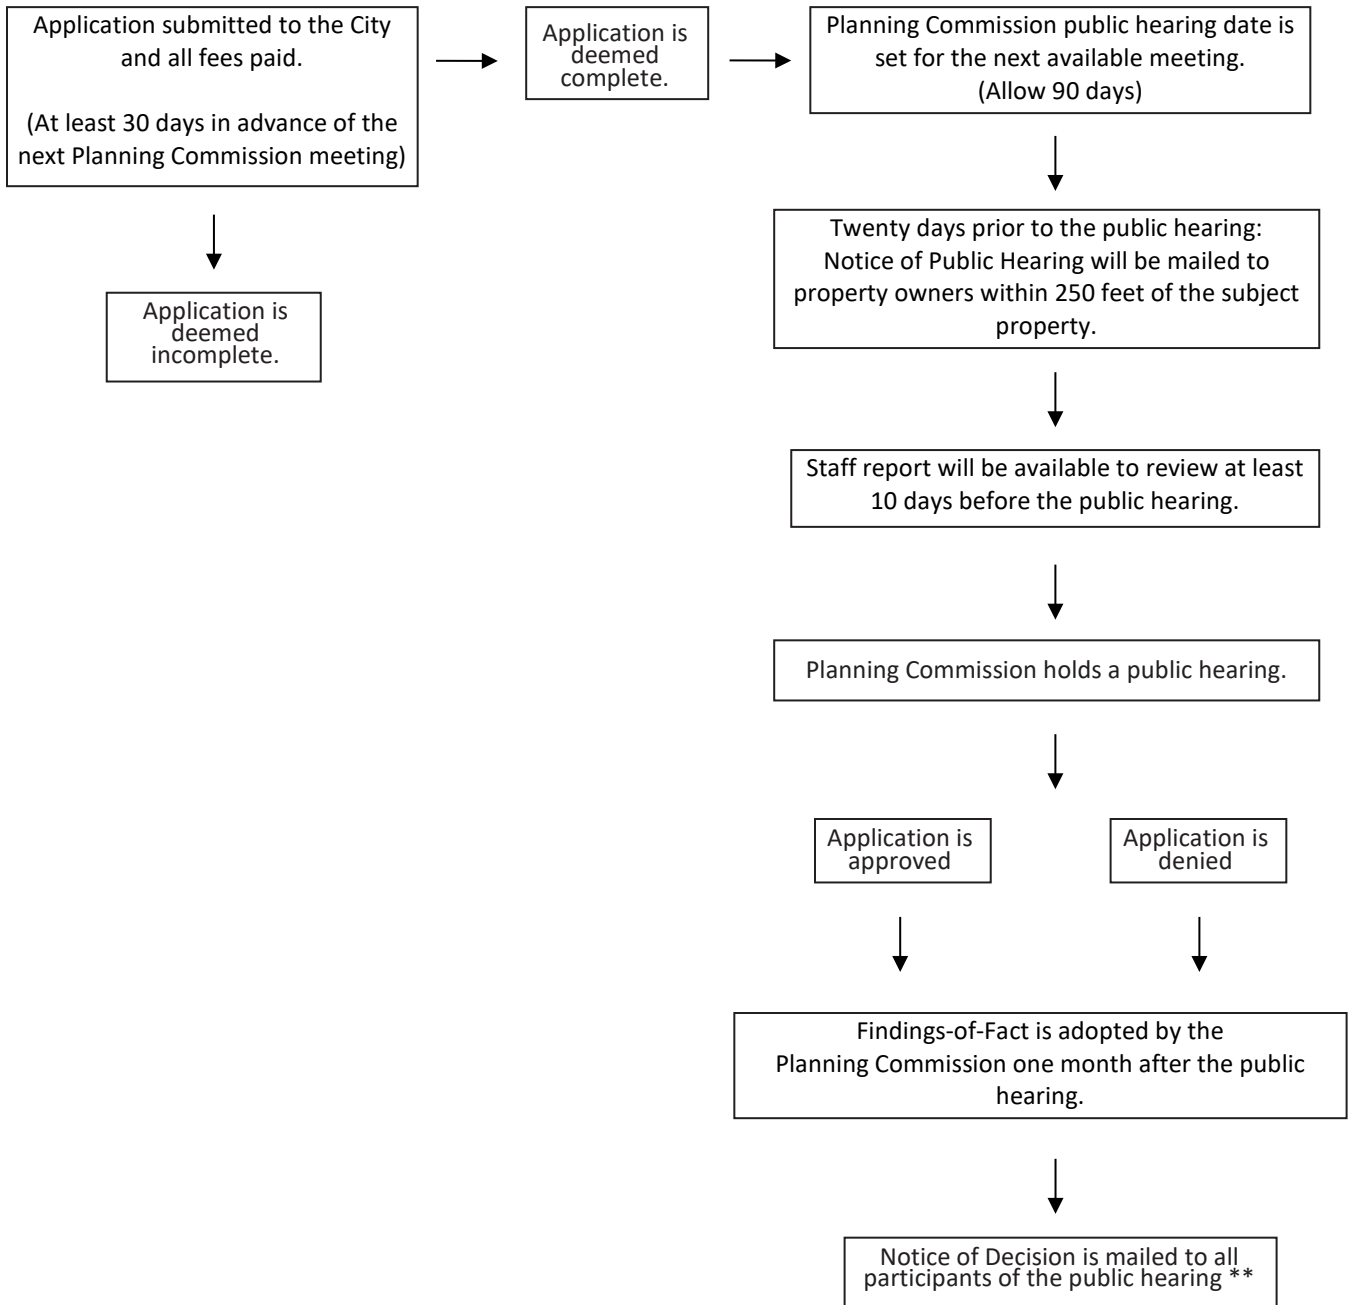 Application submitted to the City
and all fees paid.
(At least 30 days in advance of the
next Planning Commission meeting)
Application is
deemed
complete.
Planning Commission public hearing date is
set for the next available meeting.
(Allow 90 days)
Application is
deemed
incomplete.
Twenty days prior to the public hearing:
Notice of Public Hearing will be mailed to
property owners within 250 feet of the subject
property.
Staff report will be available to review at least
10 days before the public hearing.
Planning Commission holds a public hearing.
Application is
approved
Application is
denied
Findings-of-Fact is adopted by the
Planning Commission one month after the public
hearing.
Notice of Decision is mailed to all
participants of the public hearing **